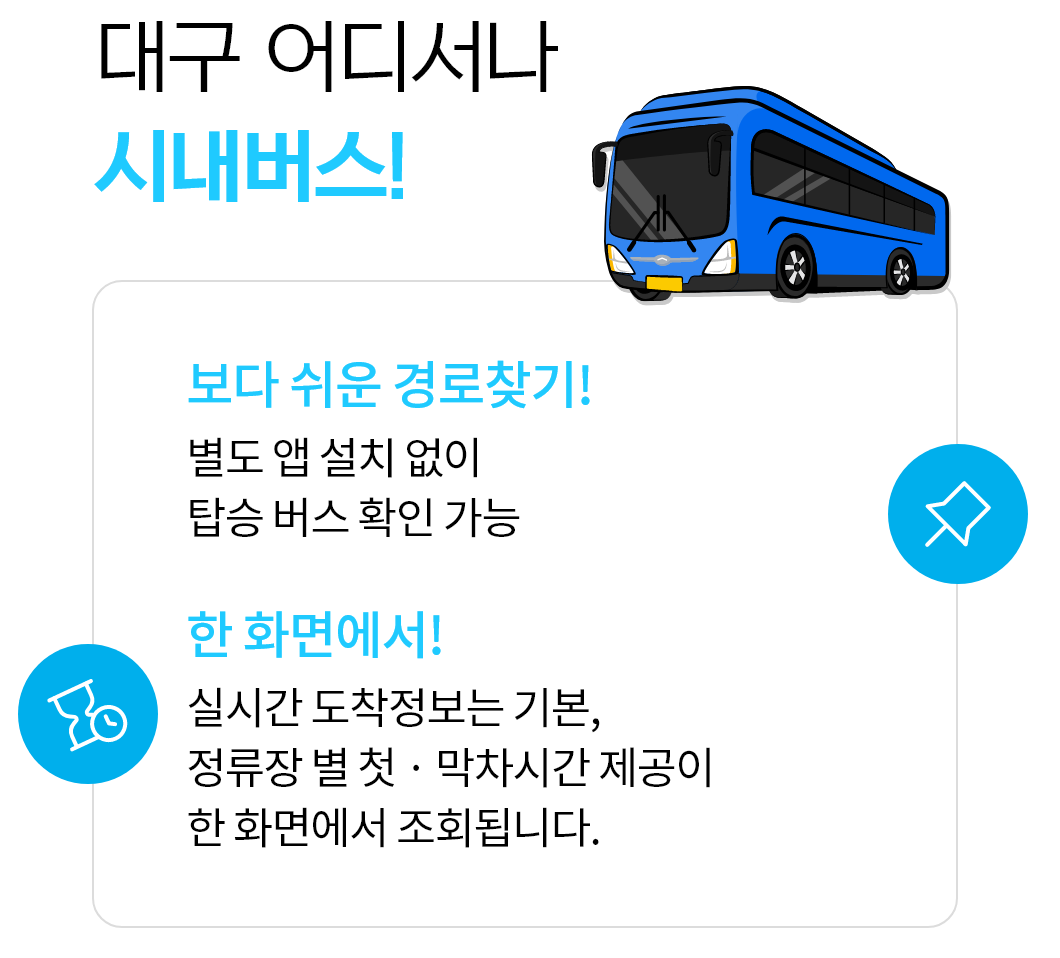 대구 어디서나
시내버스!
보다 쉬운 경로찾기!
별도 앱 설치 없이
탑승 버스 확인 가능
한 화면에서!
실시간 도착정보는 기본,
정류장 별 첫 · 막차시간 제공이
한 화면에서 조회됩니다.